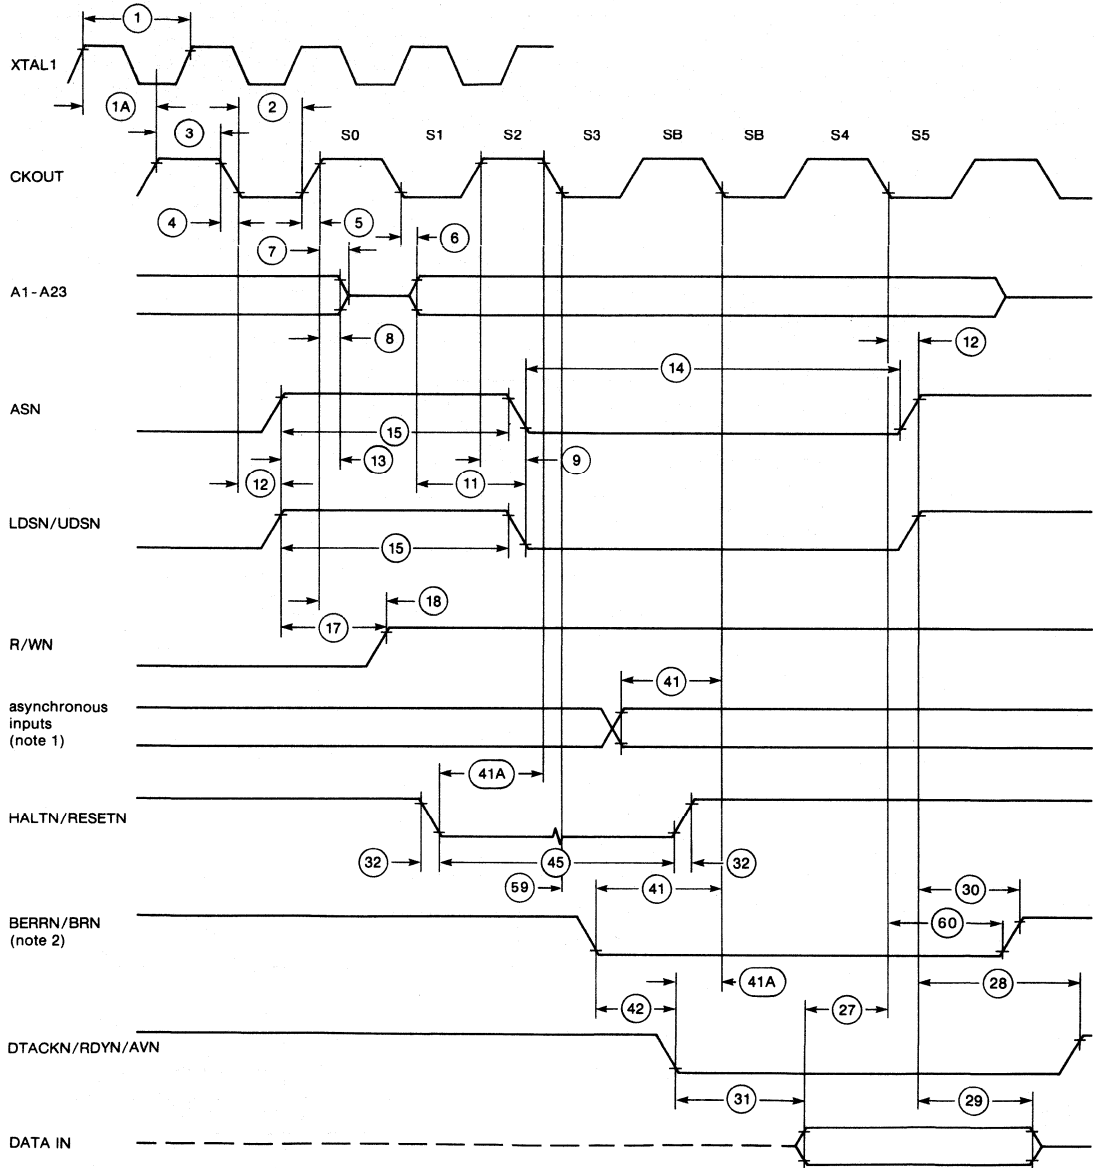 1
XTAL1
1A
2
3
S0 S1 S2 S3 SB SB S4 S5
CKOUT
4 5
6
7
A1-A23
8 12
14
ASN
15
13 9
12 11
LDSN/UDSN
15
18
17
R/WN
41
asynchronous
inputs
(note 1)
41A
HALTN/RESETN
32 45 32
59 41 30
BERRN/BRN
(note 2)
60
41A 28
42 27
DTACKN/RDYN/AVN
31 29
DATA IN